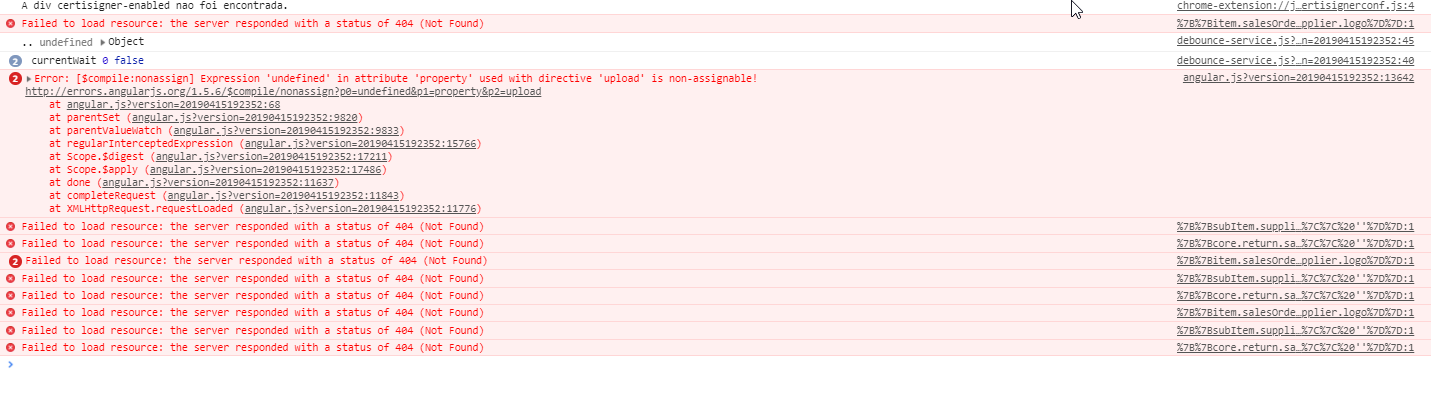 A div certisigner-enabled nao foi encontrada. chrome-extension://j…ertisignerconf.js:4
Failed to load resource: the server responded with a status of 404 (Not Found) %7B%7Bitem.salesOrde…pplier.logo%7D%7D:1
.. undefined Object debounce-service.js?…n=20190415192352:45
2 currentWait 0 false debounce-service.js?…n=20190415192352:40
2 Error: [$compile:nonassign] Expression 'undefined' in attribute 'property' used with directive 'upload' is non-assignable! angular.js?version=20190415192352:13642
http://errors.angularjs.org/1.5.6/$compile/nonassign?p0=undefined&p1=property&p2=upload
at angular.js?version=20190415192352:68
at parentSet (angular.js?version=20190415192352:9820)
at parentValueWatch (angular.js?version=20190415192352:9833)
at regularInterceptedExpression (angular.js?version=20190415192352:15766)
at Scope.$digest (angular.js?version=20190415192352:17211)
at Scope.$apply (angular.js?version=20190415192352:17486)
at done (angular.js?version=20190415192352:11637)
at completeRequest (angular.js?version=20190415192352:11843)
at XMLHttpRequest.requestLoaded (angular.js?version=20190415192352:11776)
Failed to load resource: the server responded with a status of 404 (Not Found) %7B%7BsubItem.suppli…%7C%7C%20''%7D%7D:1
Failed to load resource: the server responded with a status of 404 (Not Found) %7B%7Bcore.return.sa…%7C%7C%20''%7D%7D:1
2 Failed to load resource: the server responded with a status of 404 (Not Found) %7B%7Bitem.salesOrde…pplier.logo%7D%7D:1
Failed to load resource: the server responded with a status of 404 (Not Found) %7B%7BsubItem.suppli…%7C%7C%20''%7D%7D:1
Failed to load resource: the server responded with a status of 404 (Not Found) %7B%7Bcore.return.sa…%7C%7C%20''%7D%7D:1
Failed to load resource: the server responded with a status of 404 (Not Found) %7B%7Bitem.salesOrde…pplier.logo%7D%7D:1
Failed to load resource: the server responded with a status of 404 (Not Found) %7B%7BsubItem.suppli…%7C%7C%20''%7D%7D:1
Failed to load resource: the server responded with a status of 404 (Not Found) %7B%7Bcore.return.sa…%7C%7C%20''%7D%7D:1